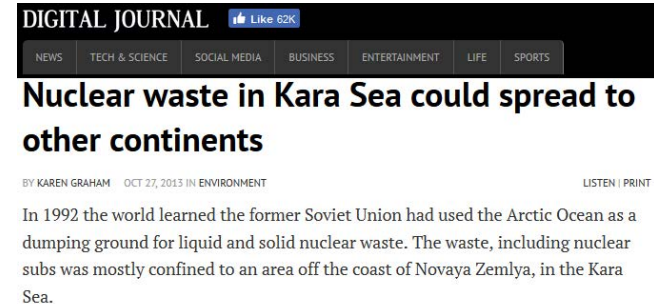 DIGITAL JOURNAL Like 62K
NEWS TECH & SCIENCE SOCIAL MEDIA BUSINESS ENTERTAINMENT LIFE SPORTS
Nuclear waste in Kara Sea could spread to
other continents
BY KAREN GRAHAM OCT 27, 2013 IN ENVIRONMENT LISTEN | PRINT
In 1992 the world learned the former Soviet Union had used the Arctic Ocean as a
dumping ground for liquid and solid nuclear waste. The waste, including nuclear
subs was mostly confined to an area off the coast of Novaya Zemlya, in the Kara
Sea.